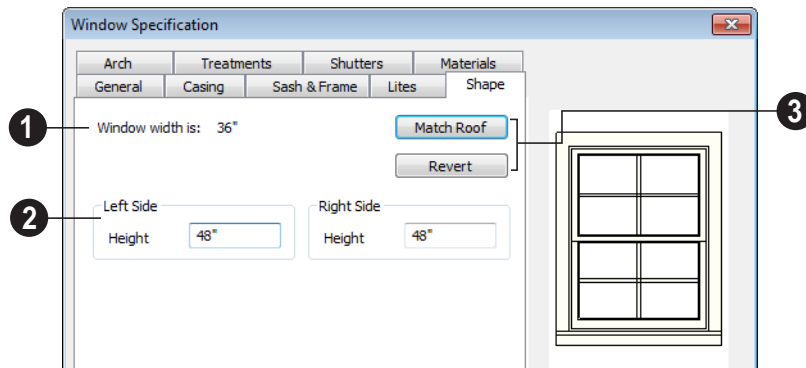 Window Specification
Arch Treatments Shutters Materials
General Casing Sash & Frame Lites Shape
1 Window width is: 36" Match Roof 3
Revert
2 Left Side Right Side
Height 48" Height 48"